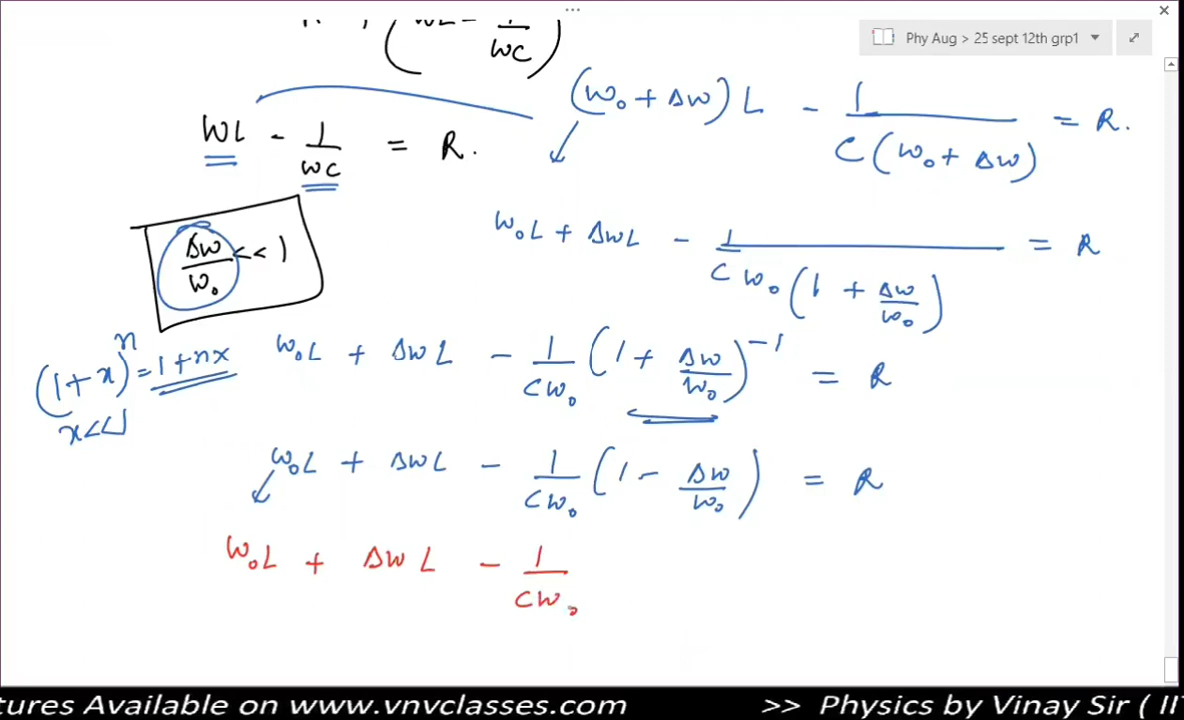 Phy Aug > 25 sept 12th grp1
(ωL - 1/ωC)
(ω₀ + Δω) L - 1/C(ω₀ + Δω) = R.
ωL - 1/ωC = R.
ω₀L + ΔωL - 1/Cω₀(1 + Δω/ω₀) = R
Δω/ω₀ << 1
(1+x)ⁿ = 1+nx
x<<1
ω₀L + ΔωL - 1/Cω₀ (1 + Δω/ω₀)⁻¹ = R
ω₀L + ΔωL - 1/Cω₀ (1 - Δω/ω₀) = R
ω₀L + ΔωL - 1/Cω₀
tures Available on www.vnvclasses.com >> Physics by Vinay Sir ( II